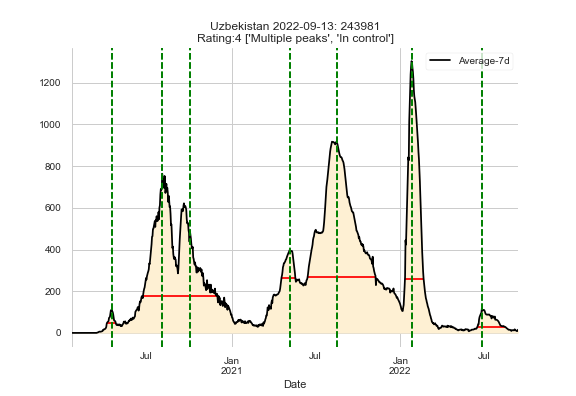 Uzbekistan 2022-09-13: 243981
Rating:4 ['Multiple peaks', 'In control']
Average-7d
1200
1000
800
600
400
200
0
Jul
Jan
2021
Jul
Jan
2022
Jul
Date